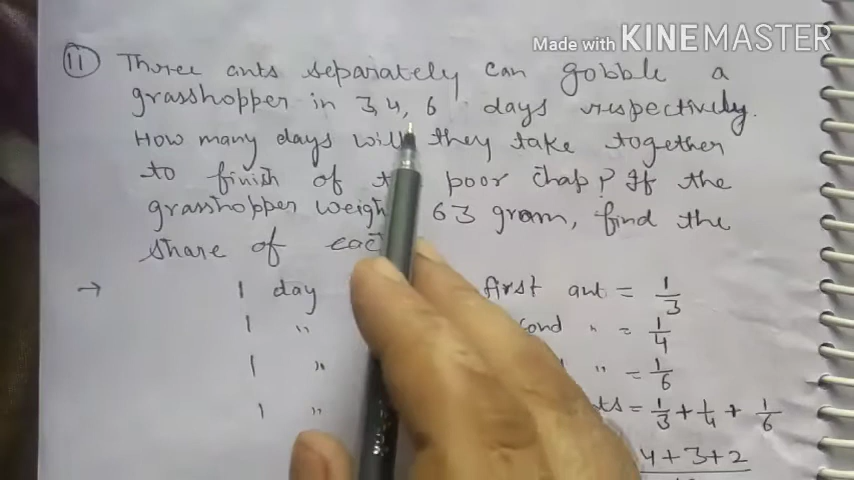 Made with KINEMASTER
11 Three ants separately can gobble a
grasshopper in 3, 4, 6 days respectively.
How many days will they take together
to finish of poor chap? If the
grasshopper weigh 63 gram, find the
share of
→ 1 day first ant = 1/3
1 " " = 1/4
1 " " = 1/6
1 " = 1/3 + 1/4 + 1/6
4+3+2